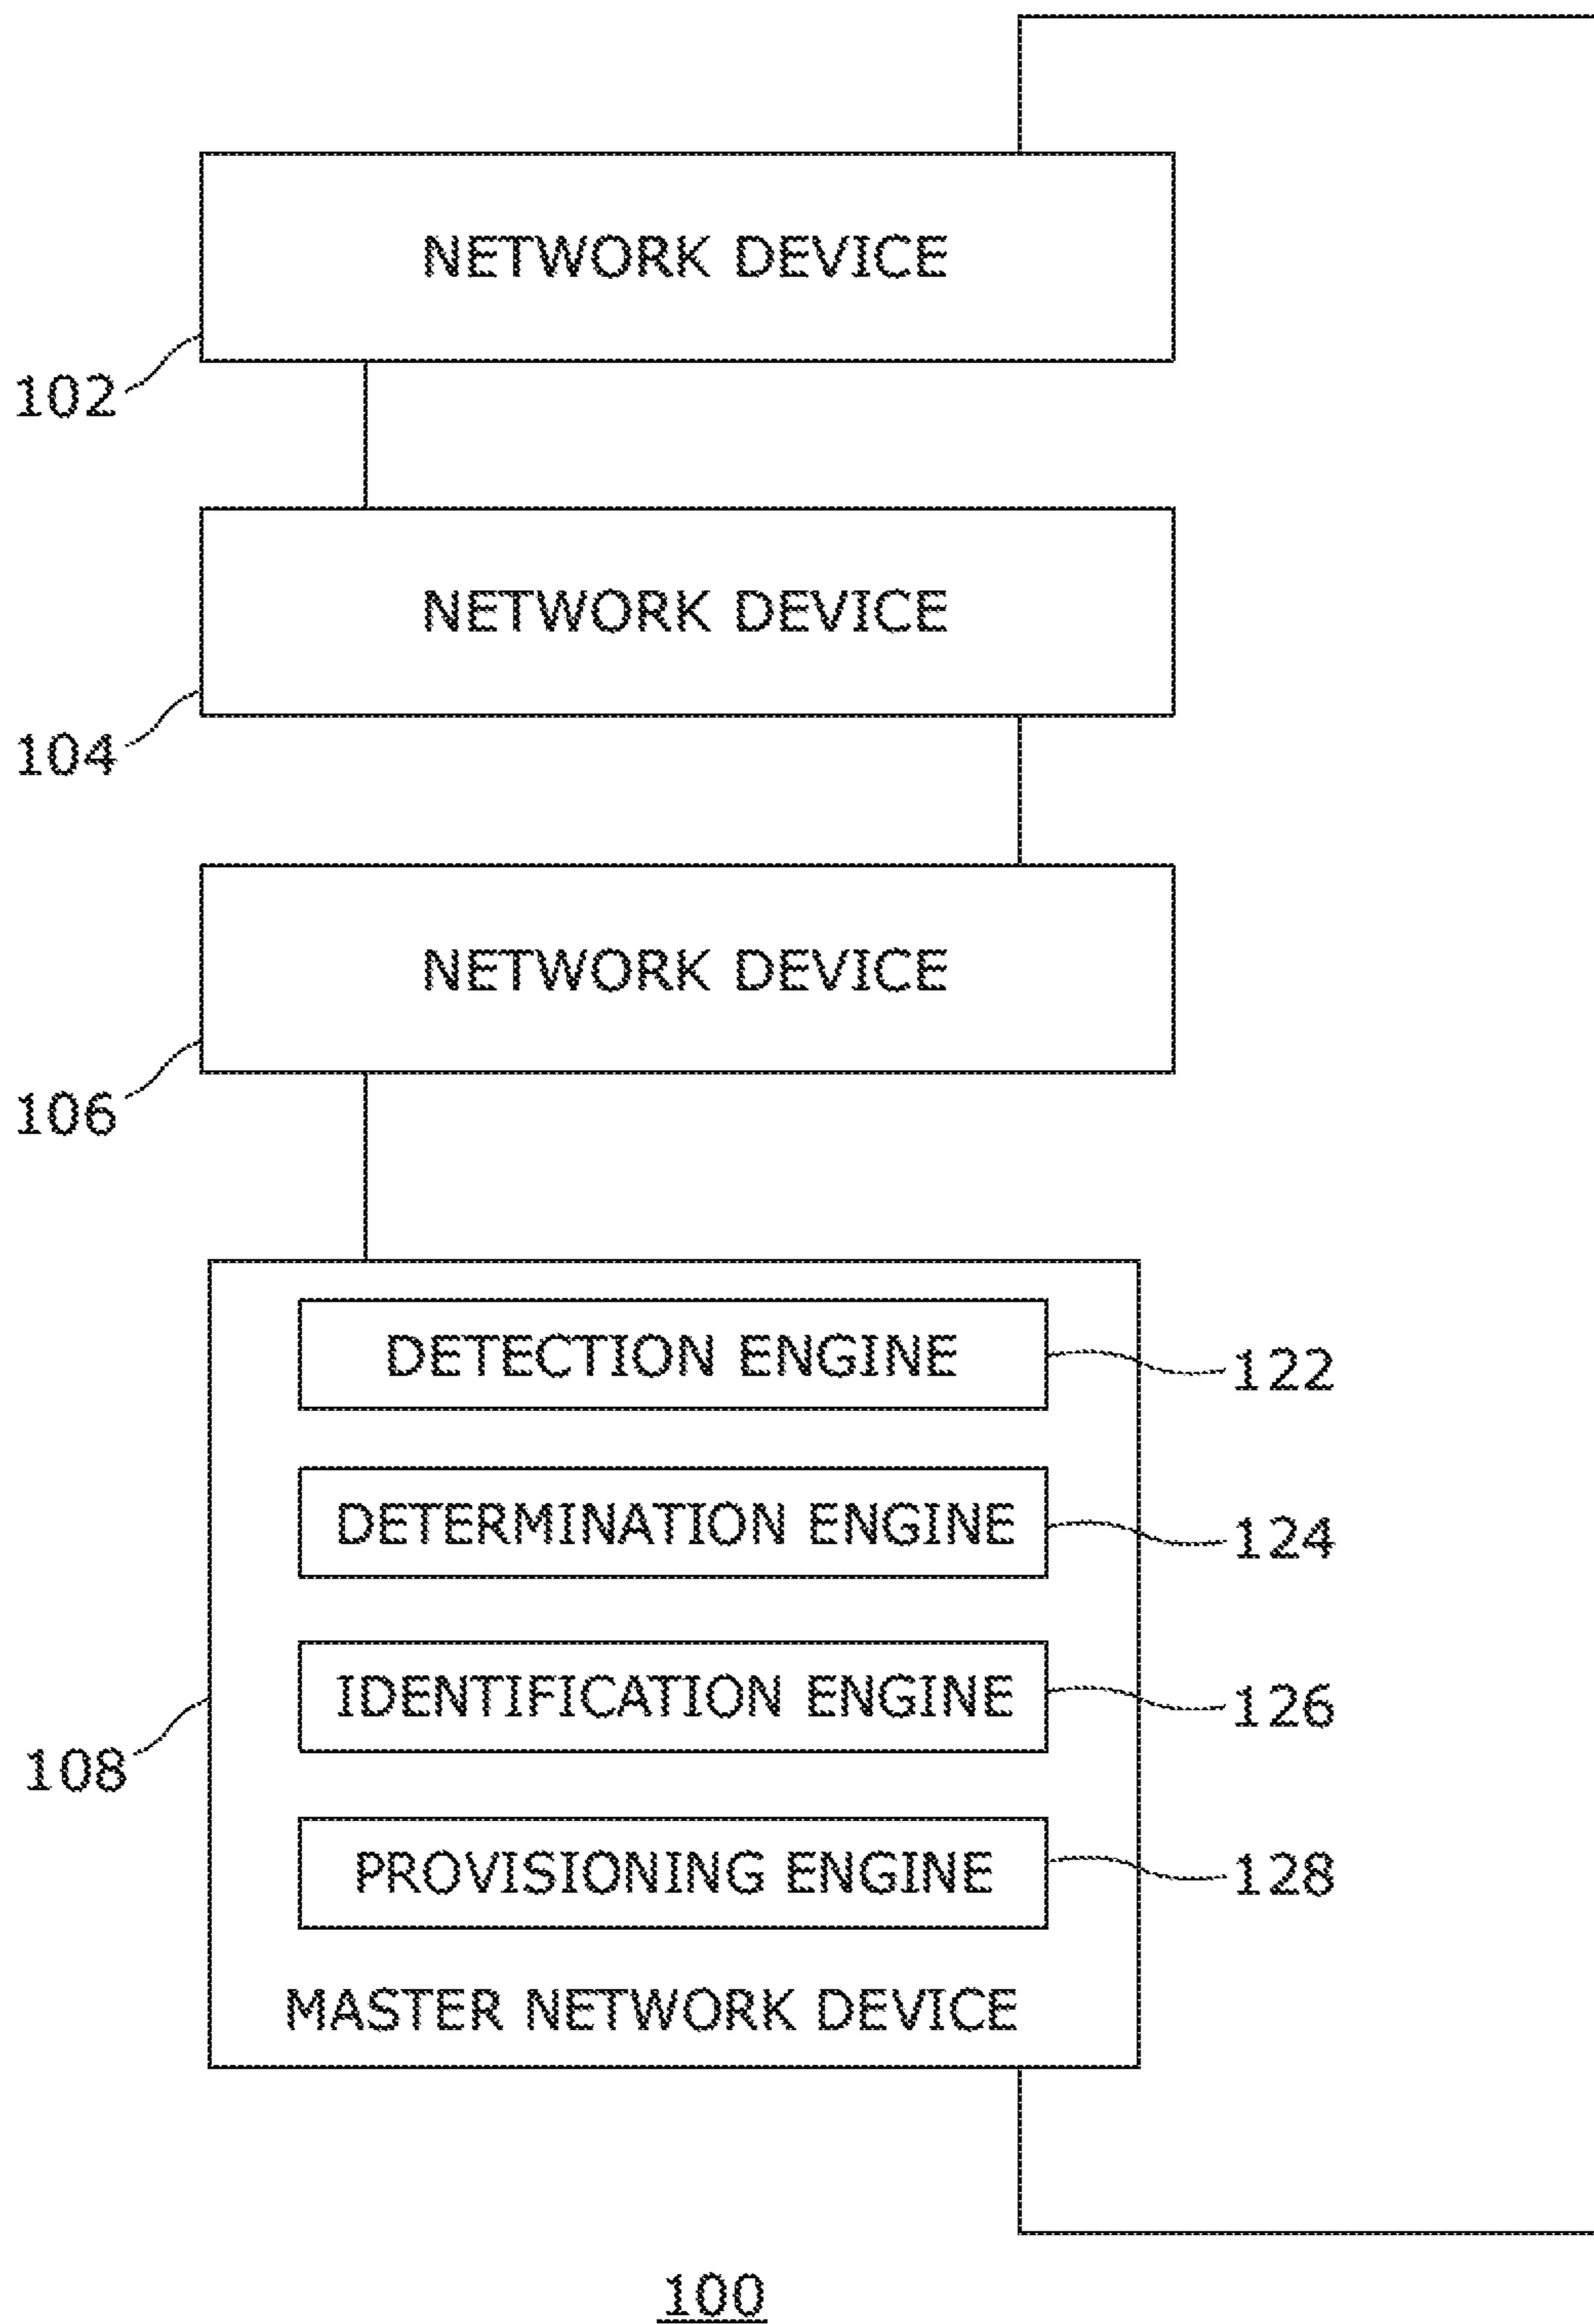 NETWORK DEVICE
102
NETWORK DEVICE
104
NETWORK DEVICE
106
DETECTION ENGINE
122
DETERMINATION ENGINE
124
IDENTIFICATION ENGINE
126
108
PROVISIONING ENGINE
128
MASTER NETWORK DEVICE
100